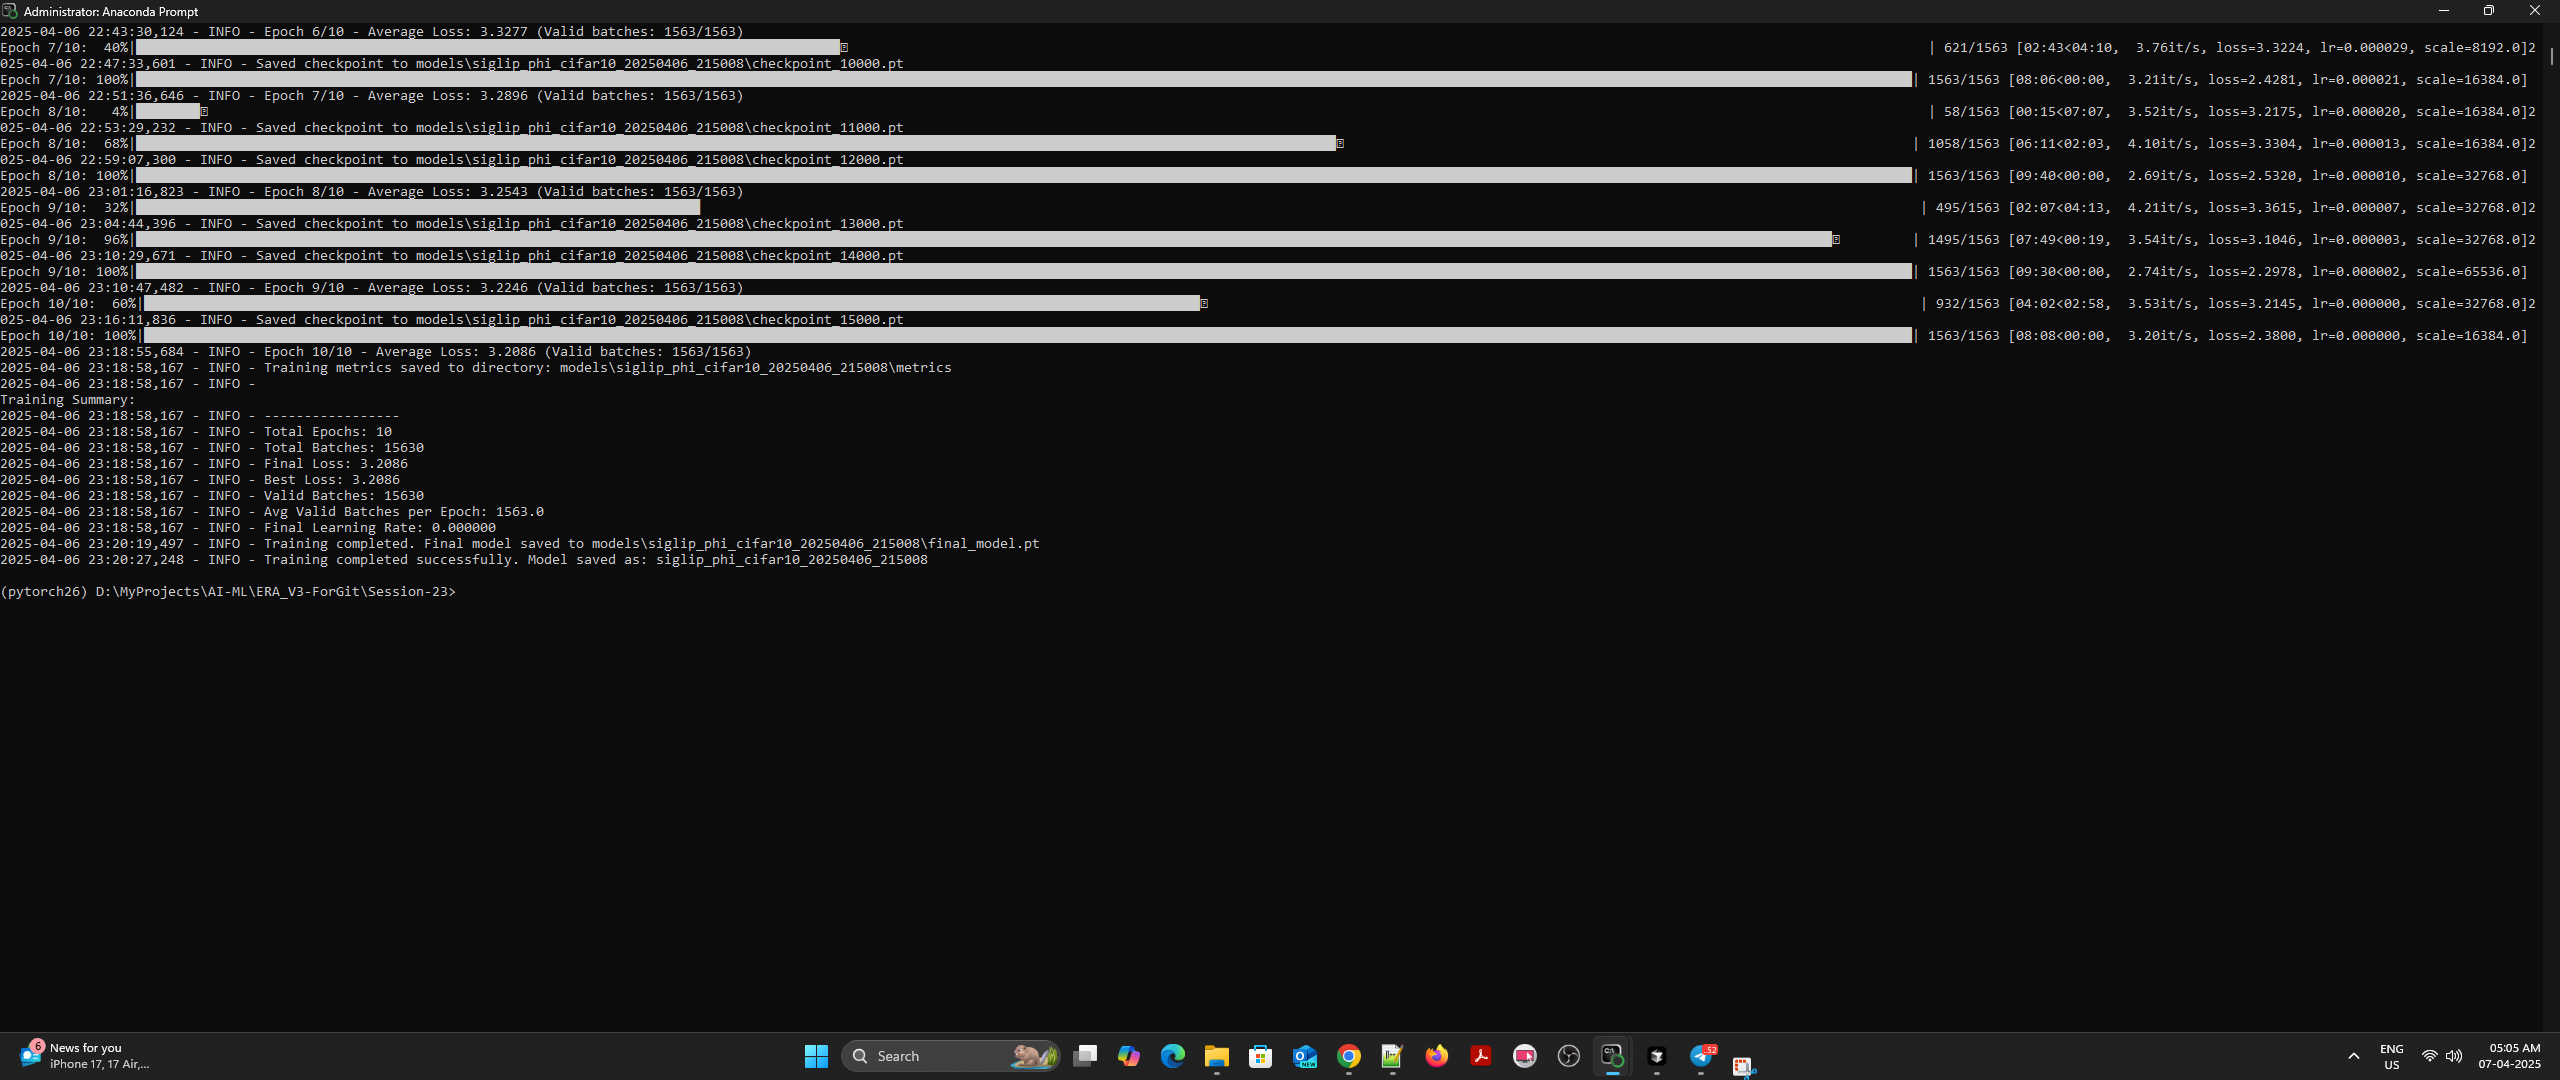 Administrator: Anaconda Prompt
2025-04-06 22:43:30,124 - INFO - Epoch 6/10 - Average Loss: 3.3277 (Valid batches: 1563/1563)
Epoch 7/10:  40%| | 621/1563 [02:43<04:10,  3.76it/s, loss=3.3224, lr=0.000029, scale=8192.0]2
025-04-06 22:47:33,601 - INFO - Saved checkpoint to models\siglip_phi_cifar10_20250406_215008\checkpoint_10000.pt
Epoch 7/10: 100%| | 1563/1563 [08:06<00:00,  3.21it/s, loss=2.4281, lr=0.000021, scale=16384.0]
2025-04-06 22:51:36,646 - INFO - Epoch 7/10 - Average Loss: 3.2896 (Valid batches: 1563/1563)
Epoch 8/10:   4%| | 58/1563 [00:15<07:07,  3.52it/s, loss=3.2175, lr=0.000020, scale=16384.0]2
025-04-06 22:53:29,232 - INFO - Saved checkpoint to models\siglip_phi_cifar10_20250406_215008\checkpoint_11000.pt
Epoch 8/10:  68%| | 1058/1563 [06:11<02:03,  4.10it/s, loss=3.3304, lr=0.000013, scale=16384.0]2
025-04-06 22:59:07,300 - INFO - Saved checkpoint to models\siglip_phi_cifar10_20250406_215008\checkpoint_12000.pt
Epoch 8/10: 100%| | 1563/1563 [09:40<00:00,  2.69it/s, loss=2.5320, lr=0.000010, scale=32768.0]
2025-04-06 23:01:16,823 - INFO - Epoch 8/10 - Average Loss: 3.2543 (Valid batches: 1563/1563)
Epoch 9/10:  32%| | 495/1563 [02:07<04:13,  4.21it/s, loss=3.3615, lr=0.000007, scale=32768.0]2
025-04-06 23:04:44,396 - INFO - Saved checkpoint to models\siglip_phi_cifar10_20250406_215008\checkpoint_13000.pt
Epoch 9/10:  96%| | 1495/1563 [07:49<00:19,  3.54it/s, loss=3.1046, lr=0.000003, scale=32768.0]2
025-04-06 23:10:29,671 - INFO - Saved checkpoint to models\siglip_phi_cifar10_20250406_215008\checkpoint_14000.pt
Epoch 9/10: 100%| | 1563/1563 [09:30<00:00,  2.74it/s, loss=2.2978, lr=0.000002, scale=65536.0]
2025-04-06 23:10:47,482 - INFO - Epoch 9/10 - Average Loss: 3.2246 (Valid batches: 1563/1563)
Epoch 10/10:  60%| | 932/1563 [04:02<02:58,  3.53it/s, loss=3.2145, lr=0.000000, scale=32768.0]2
025-04-06 23:16:11,836 - INFO - Saved checkpoint to models\siglip_phi_cifar10_20250406_215008\checkpoint_15000.pt
Epoch 10/10: 100%| | 1563/1563 [08:08<00:00,  3.20it/s, loss=2.3800, lr=0.000000, scale=16384.0]
2025-04-06 23:18:55,684 - INFO - Epoch 10/10 - Average Loss: 3.2086 (Valid batches: 1563/1563)
2025-04-06 23:18:58,167 - INFO - Training metrics saved to directory: models\siglip_phi_cifar10_20250406_215008\metrics
2025-04-06 23:18:58,167 - INFO -
Training Summary:
2025-04-06 23:18:58,167 - INFO - -----------------
2025-04-06 23:18:58,167 - INFO - Total Epochs: 10
2025-04-06 23:18:58,167 - INFO - Total Batches: 15630
2025-04-06 23:18:58,167 - INFO - Final Loss: 3.2086
2025-04-06 23:18:58,167 - INFO - Best Loss: 3.2086
2025-04-06 23:18:58,167 - INFO - Valid Batches: 15630
2025-04-06 23:18:58,167 - INFO - Avg Valid Batches per Epoch: 1563.0
2025-04-06 23:18:58,167 - INFO - Final Learning Rate: 0.000000
2025-04-06 23:20:19,497 - INFO - Training completed. Final model saved to models\siglip_phi_cifar10_20250406_215008\final_model.pt
2025-04-06 23:20:27,248 - INFO - Training completed successfully. Model saved as: siglip_phi_cifar10_20250406_215008
(pytorch26) D:\MyProjects\AI-ML\ERA_V3-ForGit\Session-23>
6
News for you
iPhone 17, 17 Air,...
Search
NEW
52
ENG
US
05:05 AM
07-04-2025